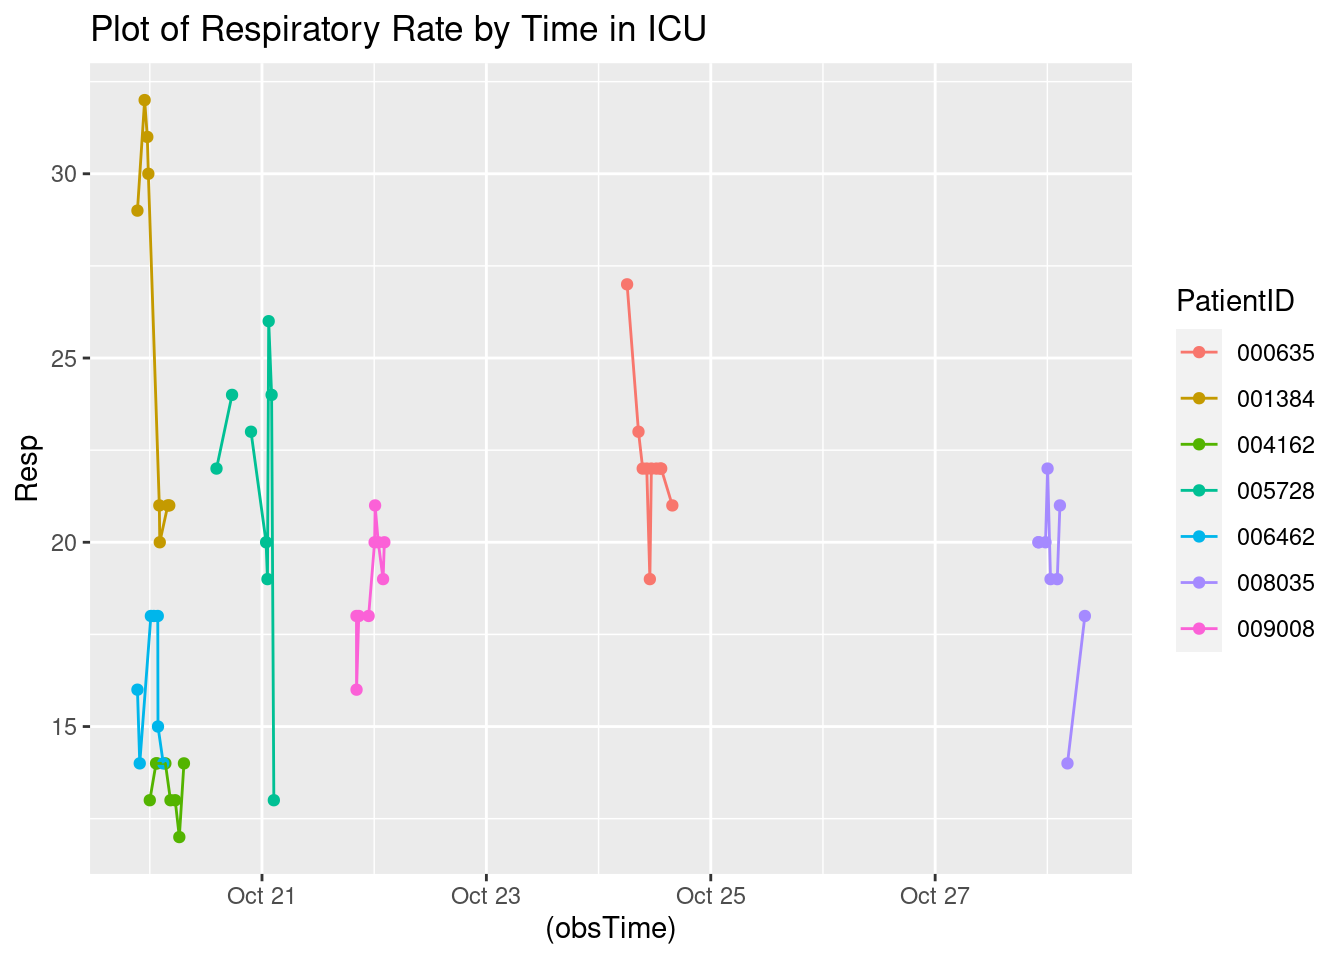 Plot of Respiratory Rate by Time in ICU
30
25
20
15
Resp
Oct 21
Oct 23
Oct 25
Oct 27
(obsTime)
PatientID
000635
001384
004162
005728
006462
008035
009008